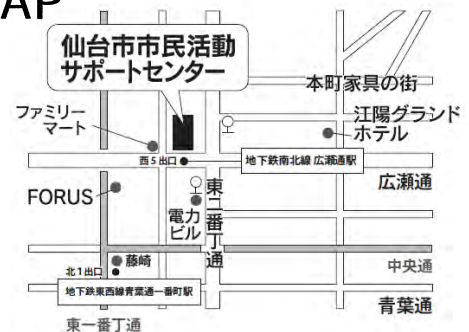 AP
仙台市市民活動
サポートセンター
本町家具の街
ファミリー
マート
江陽グランド
ホテル
西5出口
地下鉄南北線 広瀬通駅
広瀬通
FORUS
東二番丁通
電力
ビル
藤崎
北1出口
中央通
地下鉄東西線青葉通一番町駅
青葉通
東一番丁通